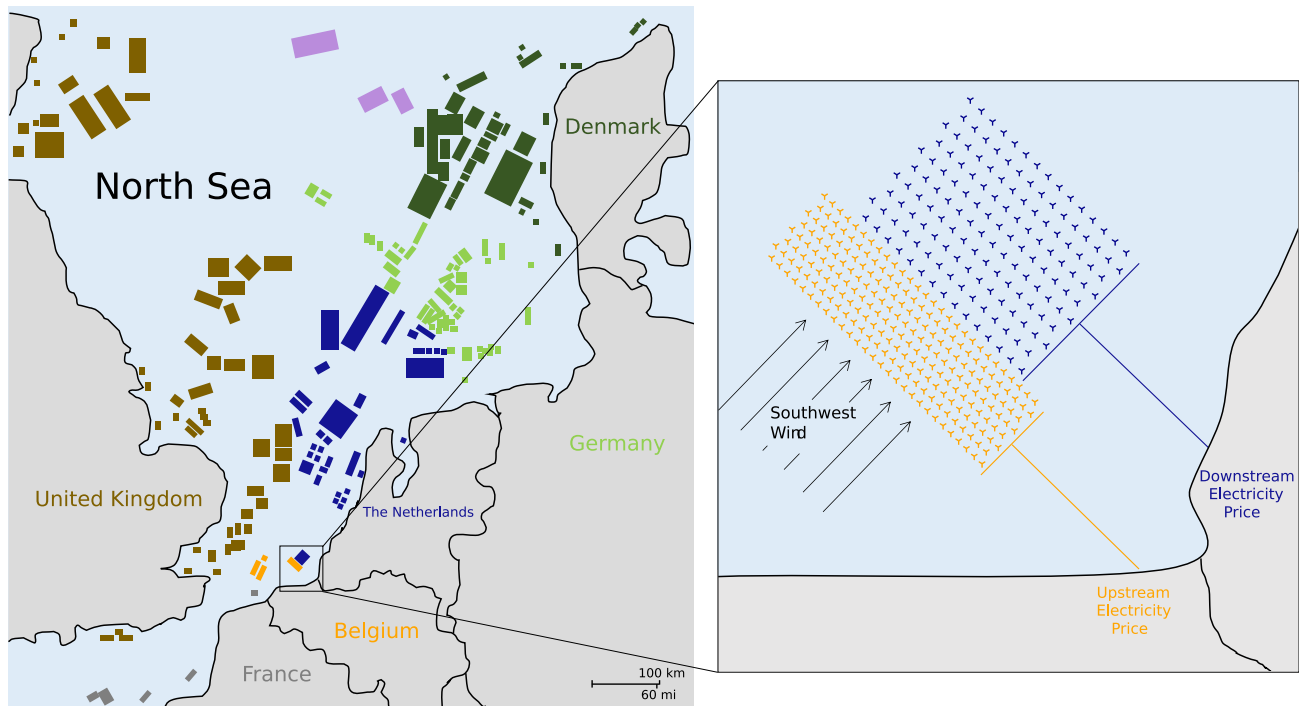 Denmark
North Sea
Germany
United Kingdom
The Netherlands
Belgium
France
100 km
60 mi
Southwest
Wind
Downstream
Electricity
Price
Upstream
Electricity
Price